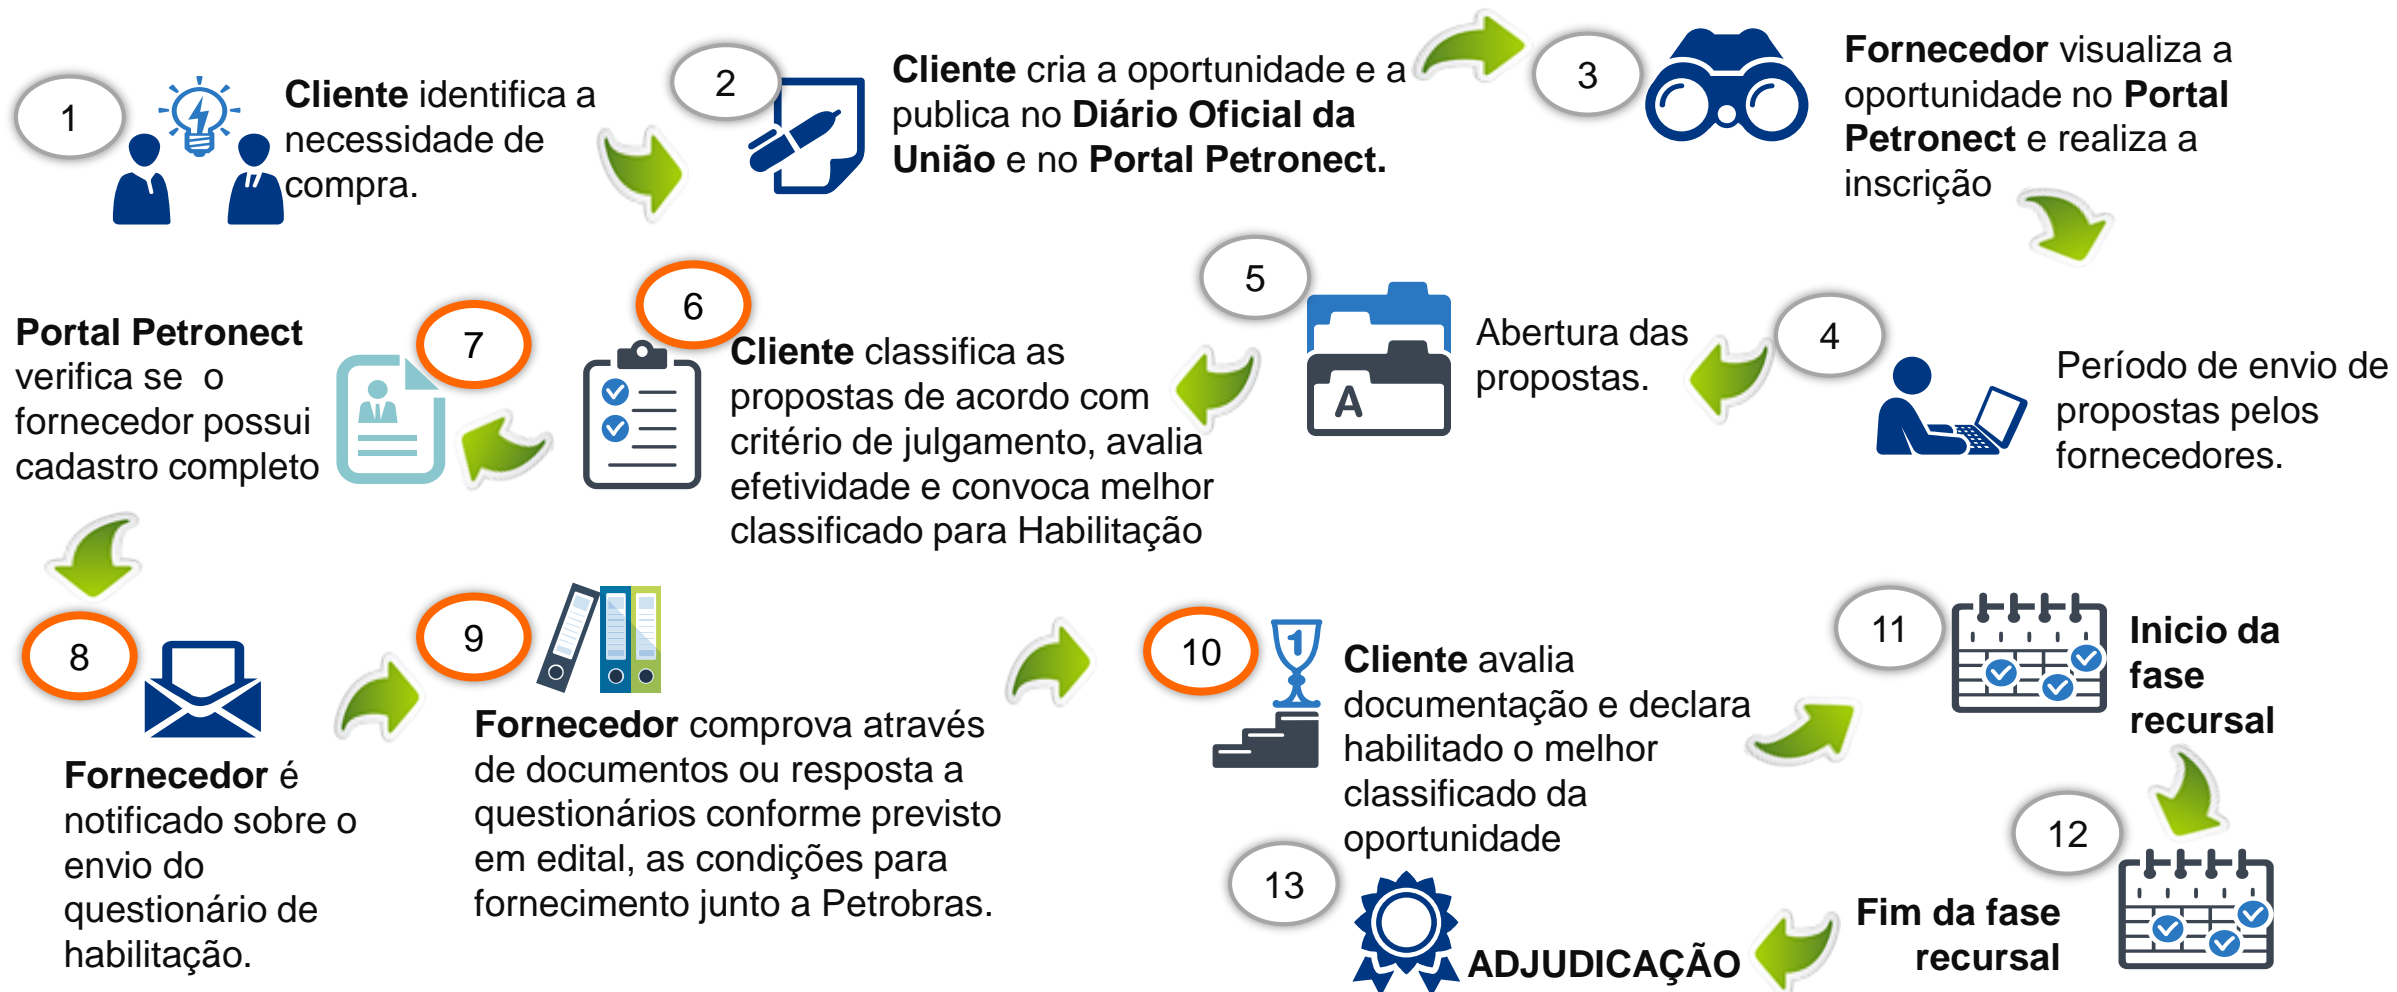 1
Cliente identifica a
necessidade de
compra.
2
Cliente cria a oportunidade e a
publica no Diário Oficial da
União e no Portal Petronect.
3
Fornecedor visualiza a
oportunidade no Portal
Petronect e realiza a
inscrição
4
Período de envio de
propostas pelos
fornecedores.
5
A
Abertura das
propostas.
6
Cliente classifica as
propostas de acordo com
critério de julgamento, avalia
efetividade e convoca melhor
classificado para Habilitação
7
Portal Petronect
verifica se o
fornecedor possui
cadastro completo
8
Fornecedor é
notificado sobre o
envio do
questionário de
habilitação.
9
Fornecedor comprova através
de documentos ou resposta a
questionários conforme previsto
em edital, as condições para
fornecimento junto a Petrobras.
10
1
Cliente avalia
documentação e declara
habilitado o melhor
classificado da
oportunidade
11
Inicio da
fase
recursal
12
Fim da fase
recursal
13
ADJUDICAÇÃO